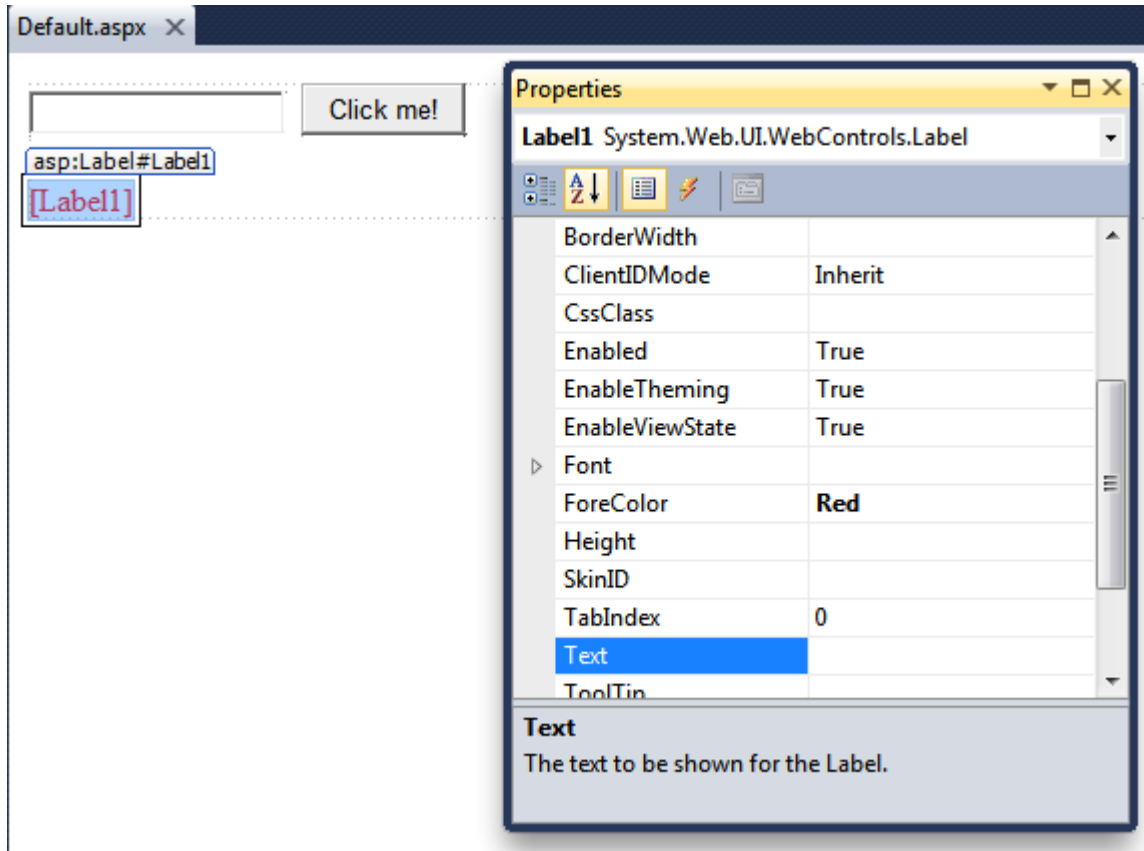 Default.aspx
Click me!
asp:Label#Label1
[Label1]
Properties
Label1 System.Web.UI.WebControls.Label
A
Z
BorderWidth
ClientIDMode Inherit
CssClass
Enabled True
EnableTheming True
EnableViewState True
Font
ForeColor Red
Height
SkinID
TabIndex 0
Text
ToolTip
Text
The text to be shown for the Label.